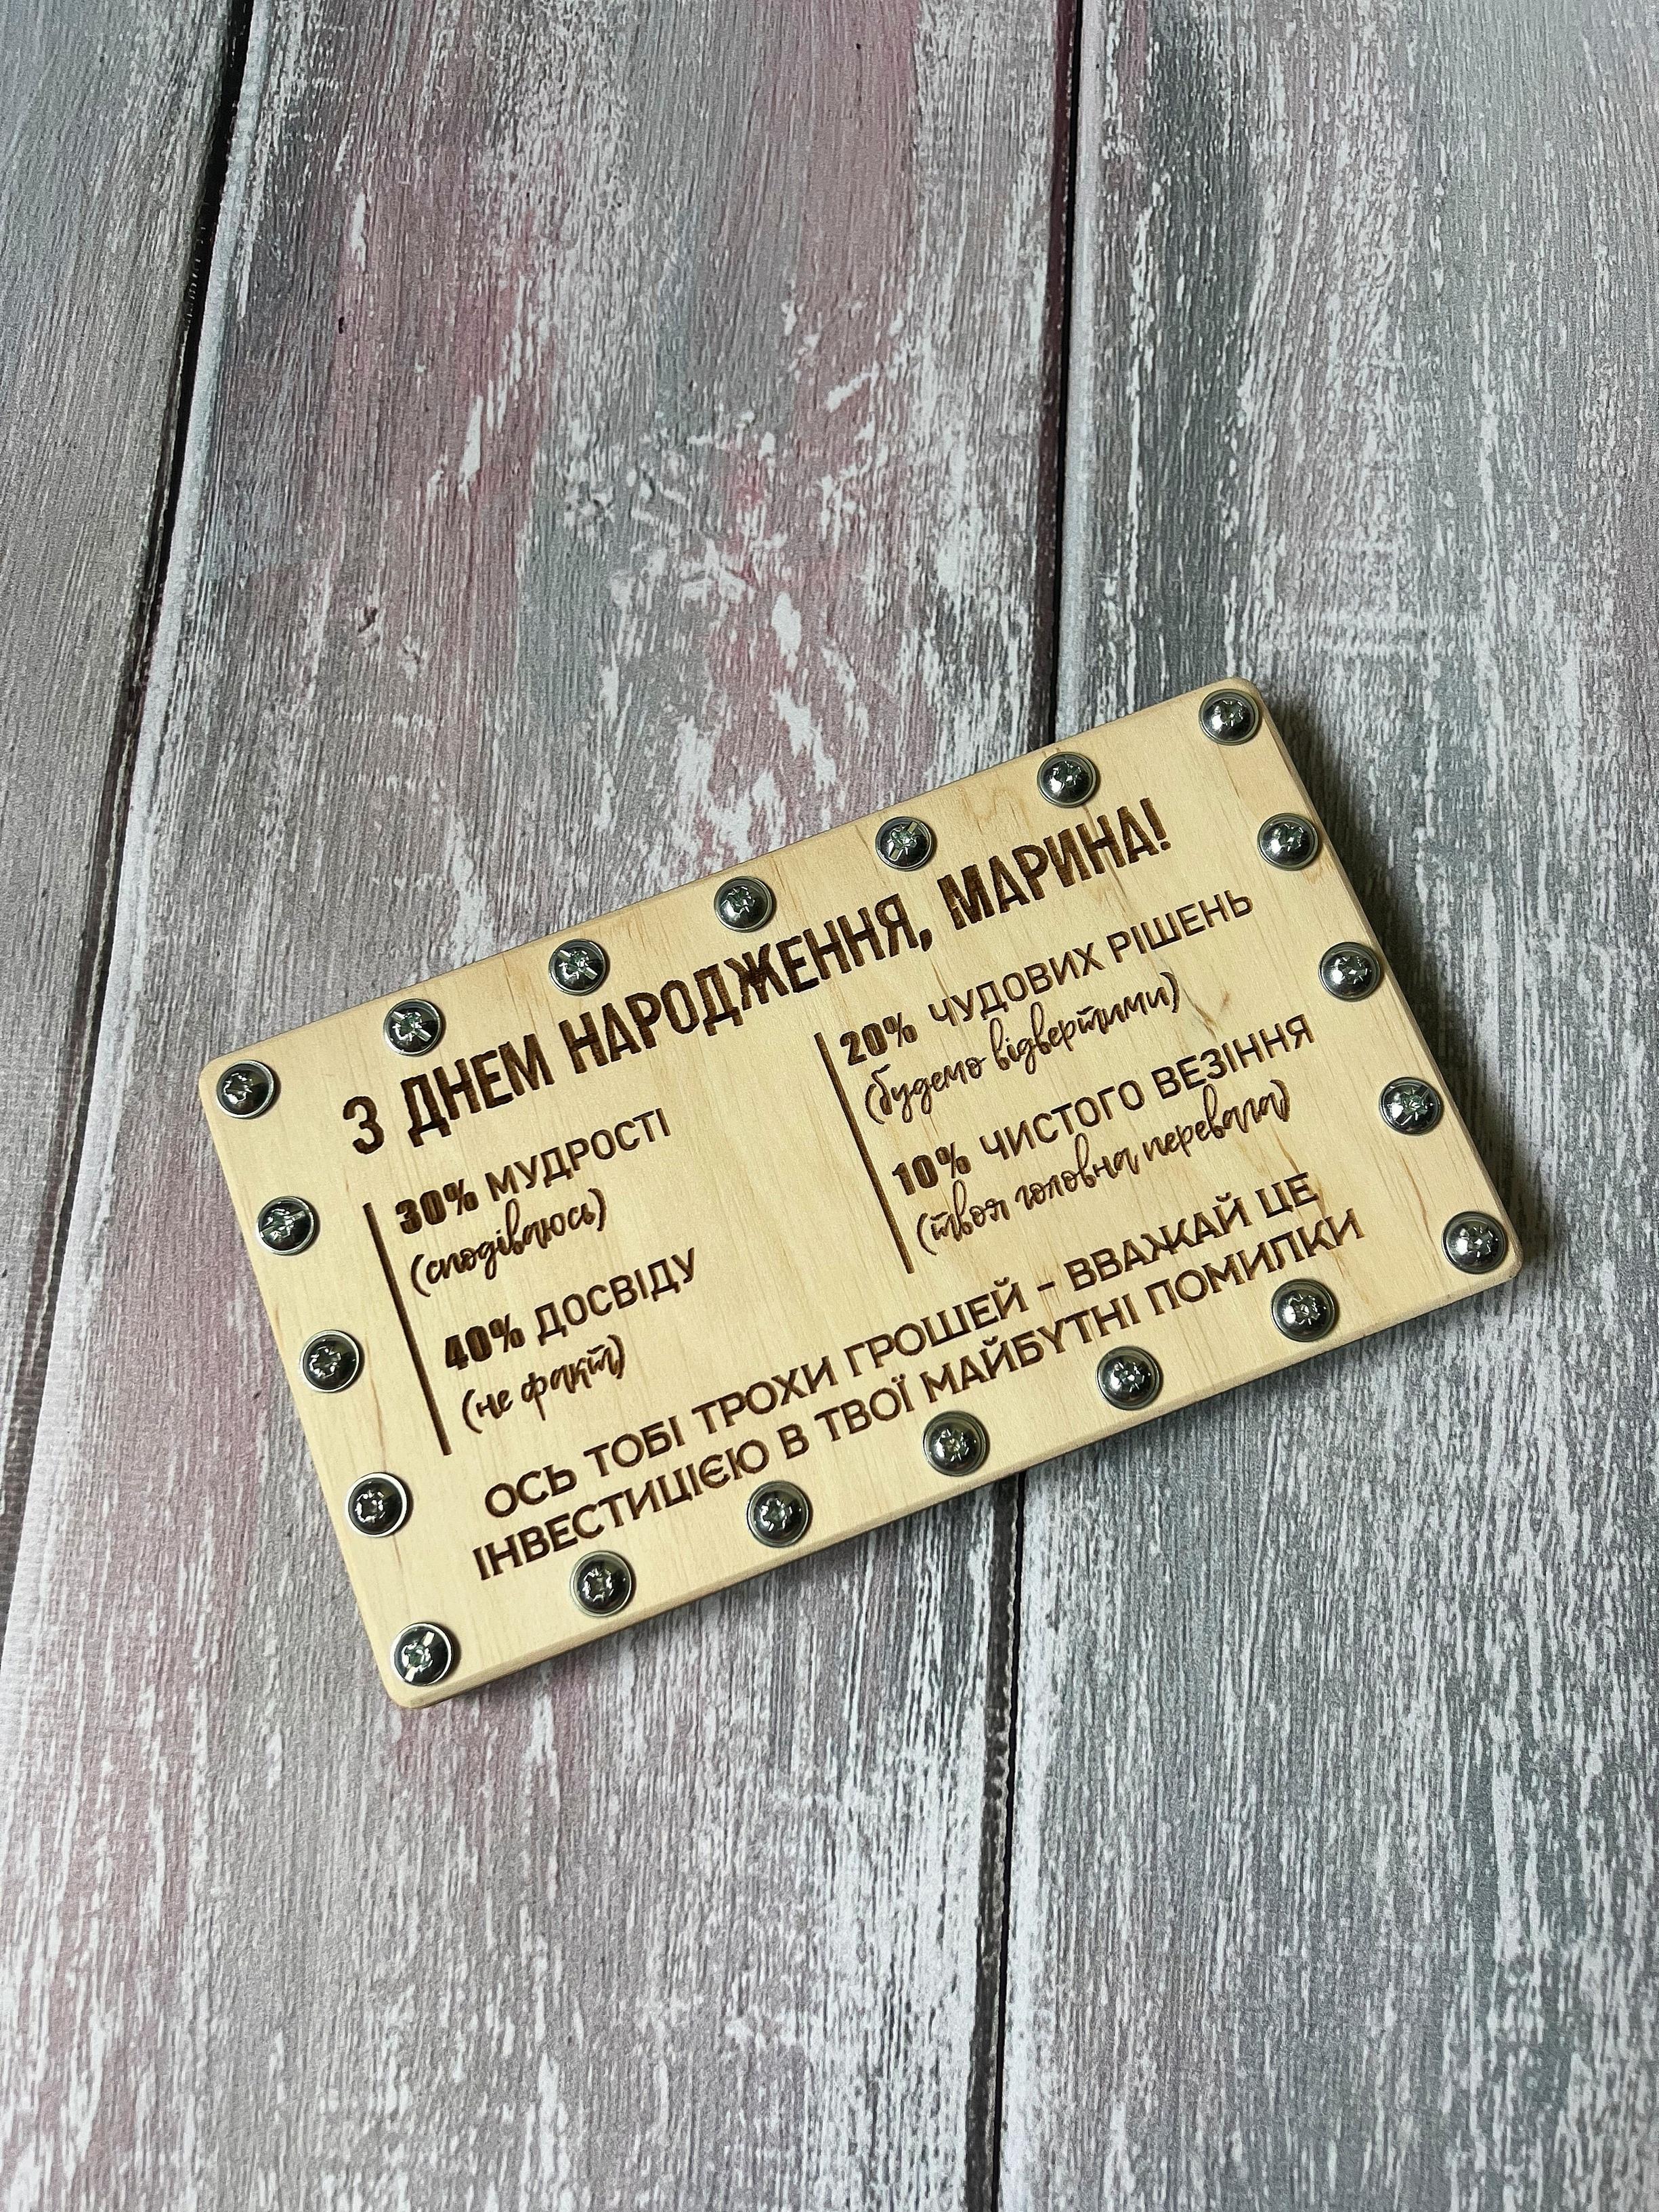 З ДНЕМ НАРОДЖЕННЯ, МАРИНА!
30% МУДРОСТІ
(сподіваюсь)
40% ДОСВІДУ
(не факт)
20% ЧУДОВИХ РІШЕНЬ
(будемо відвертими)
10% ЧИСТОГО ВЕЗІННЯ
(твоя головна перевага)
ОСЬ ТОБІ ТРОХИ ГРОШЕЙ - ВВАЖАЙ ЦЕ
ІНВЕСТИЦІЄЮ В ТВОЇ МАЙБУТНІ ПОМИЛКИ